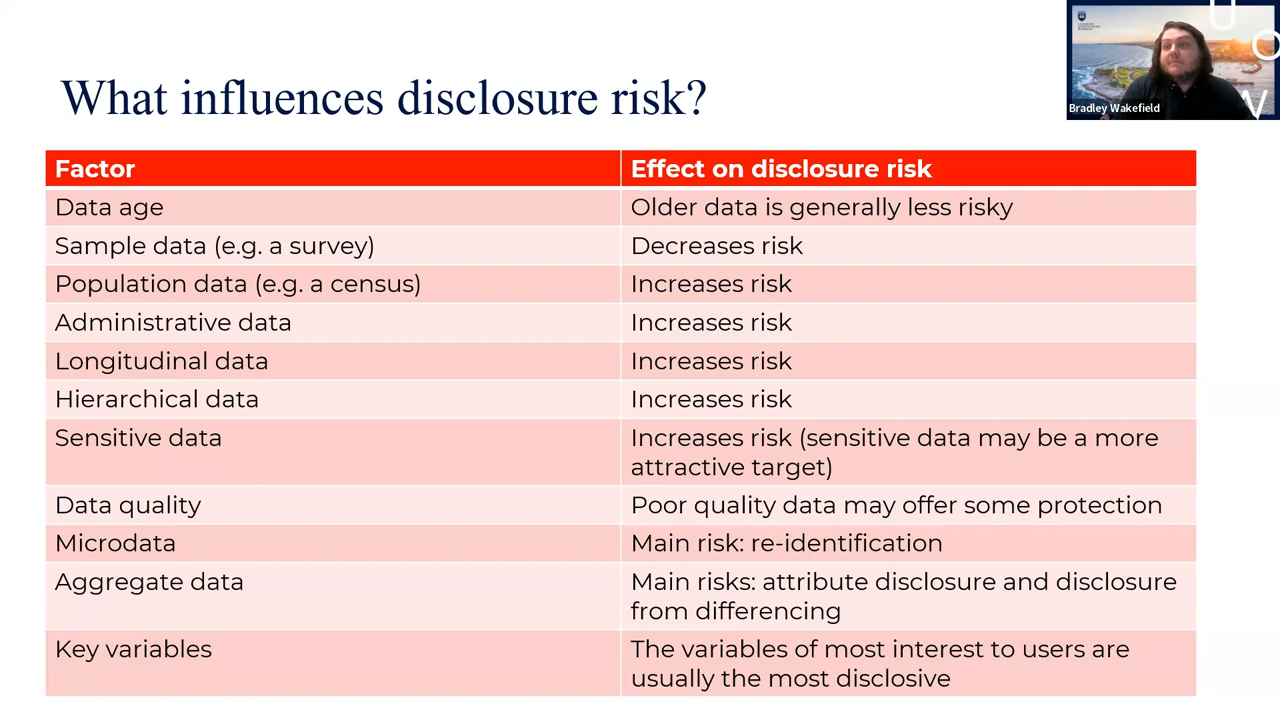 What influences disclosure risk?
Bradley Wakefield
Factor
Effect on disclosure risk
Data age
Older data is generally less risky
Sample data (e.g. a survey)
Decreases risk
Population data (e.g. a census)
Increases risk
Administrative data
Increases risk
Longitudinal data
Increases risk
Hierarchical data
Increases risk
Sensitive data
Increases risk (sensitive data may be a more
attractive target)
Data quality
Poor quality data may offer some protection
Microdata
Main risk: re-identification
Aggregate data
Main risks: attribute disclosure and disclosure
from differencing
Key variables
The variables of most interest to users are
usually the most disclosive
U
O
W